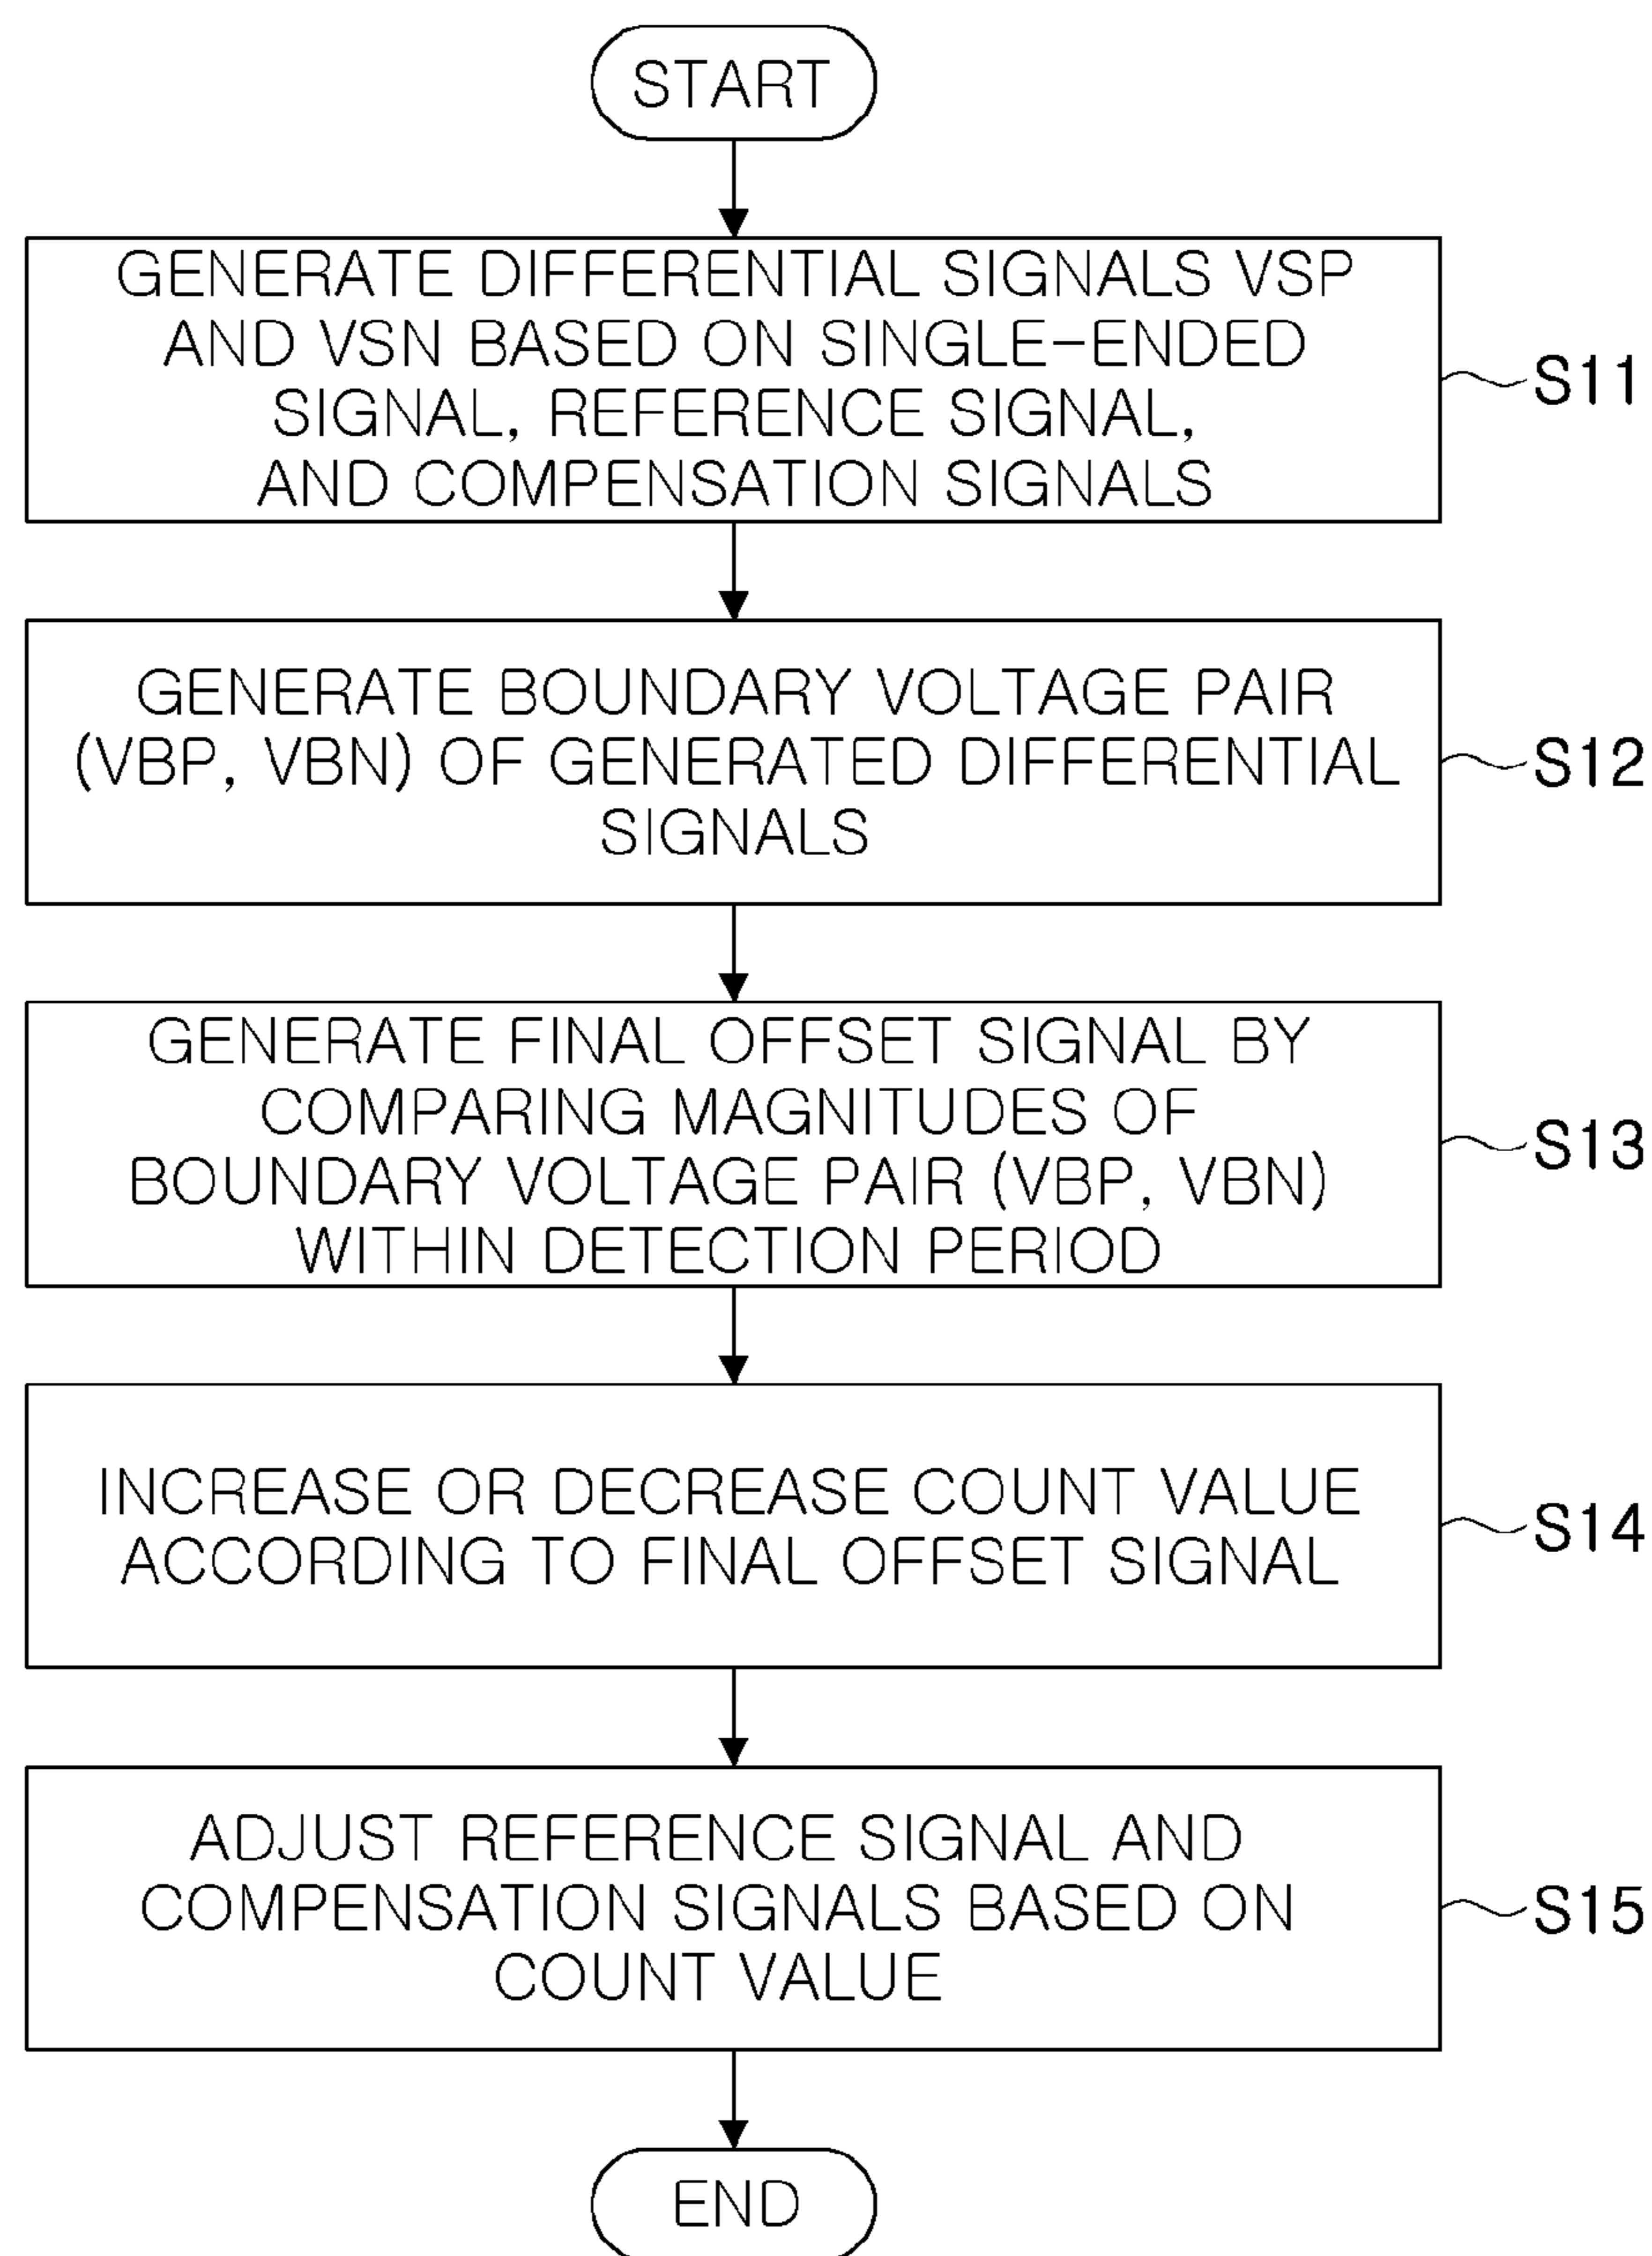 START
GENERATE DIFFERENTIAL SIGNALS VSP
AND VSN BASED ON SINGLE-ENDED
SIGNAL, REFERENCE SIGNAL,
AND COMPENSATION SIGNALS
S11
GENERATE BOUNDARY VOLTAGE PAIR
(VBP, VBN) OF GENERATED DIFFERENTIAL
SIGNALS
S12
GENERATE FINAL OFFSET SIGNAL BY
COMPARING MAGNITUDES OF
BOUNDARY VOLTAGE PAIR (VBP, VBN)
WITHIN DETECTION PERIOD
S13
INCREASE OR DECREASE COUNT VALUE
ACCORDING TO FINAL OFFSET SIGNAL
S14
ADJUST REFERENCE SIGNAL AND
COMPENSATION SIGNALS BASED ON
COUNT VALUE
S15
END